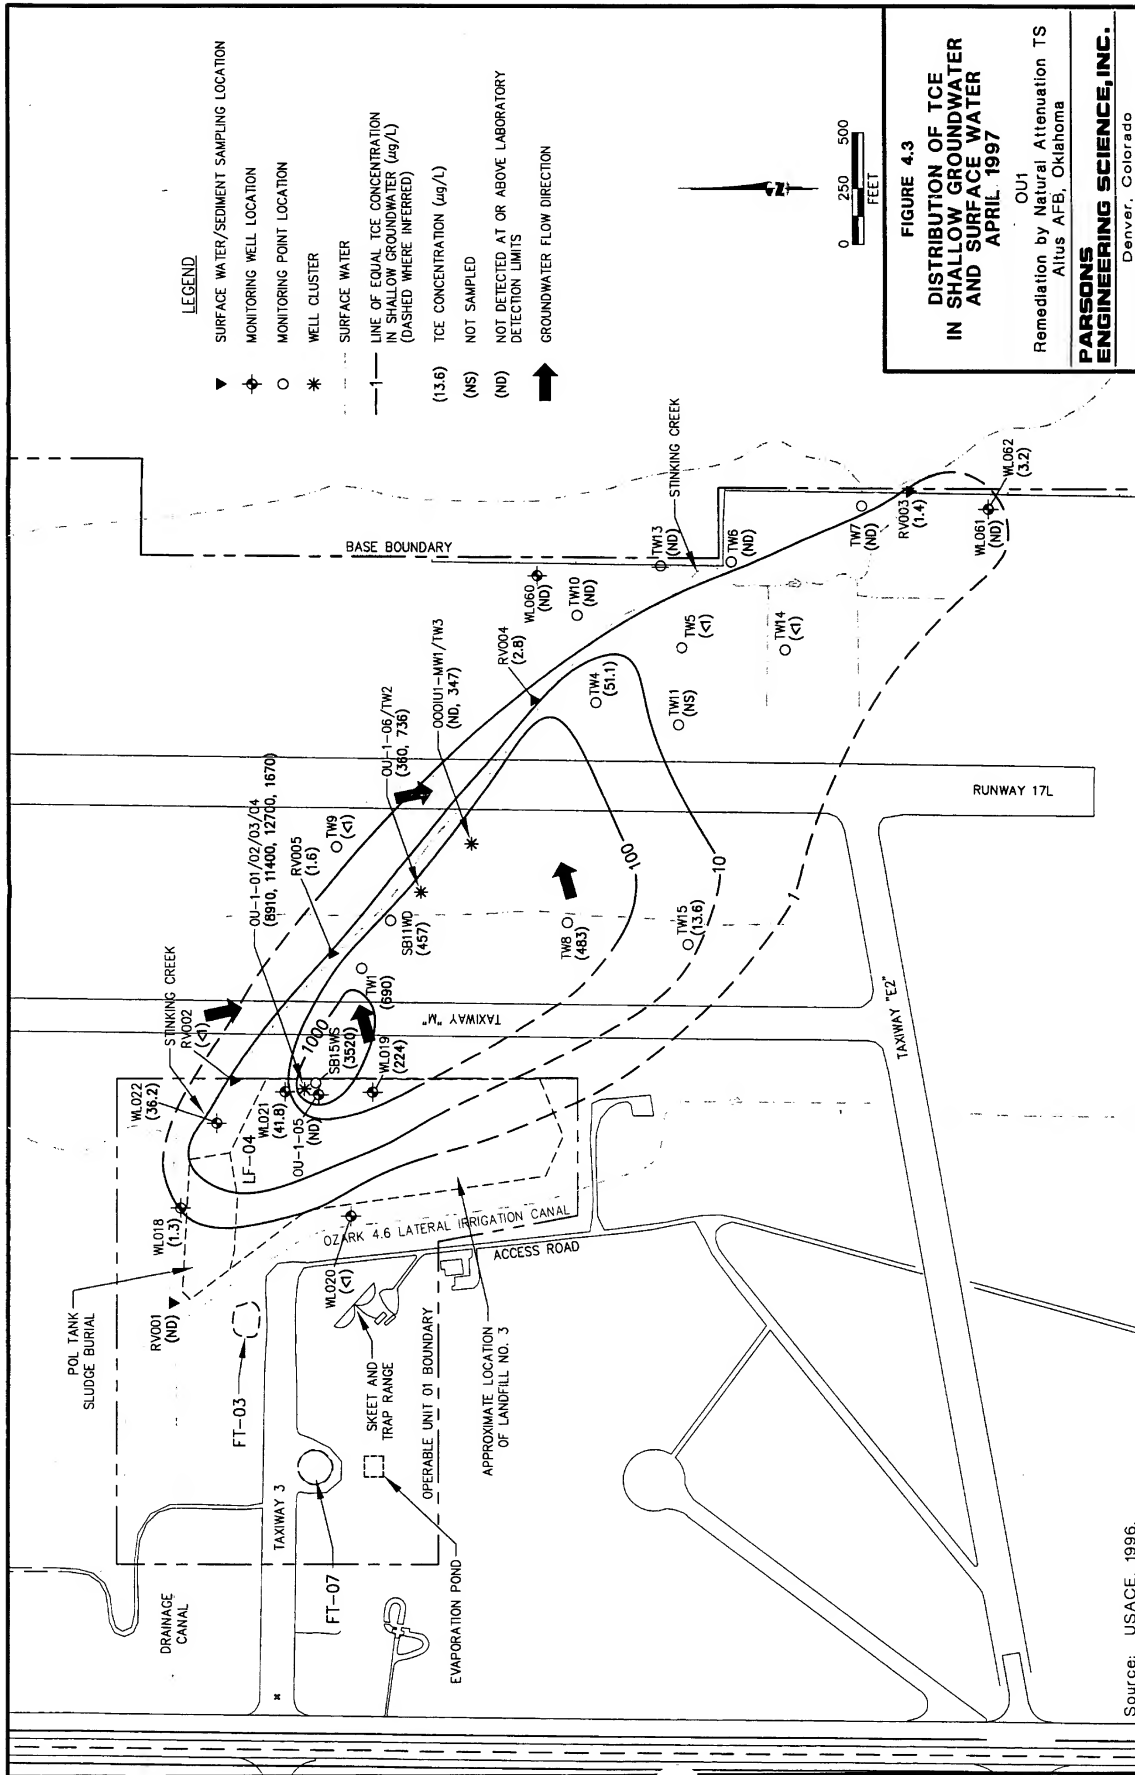 LEGEND
SURFACE WATER/SEDIMENT SAMPLING LOCATION
MONITORING WELL LOCATION
MONITORING POINT LOCATION
WELL CLUSTER
SURFACE WATER
1
LINE OF EQUAL TCE CONCENTRATION
IN SHALLOW GROUNDWATER (µg/L)
(DASHED WHERE INFERRED)
(13.6) TCE CONCENTRATION (µg/L)
(NS) NOT SAMPLED
(ND) NOT DETECTED AT OR ABOVE LABORATORY
DETECTION LIMITS
GROUNDWATER FLOW DIRECTION
N
0 250 500
FEET
FIGURE 4.3
DISTRIBUTION OF TCE
IN SHALLOW GROUNDWATER
AND SURFACE WATER
APRIL 1997
OU1
Remediation by Natural Attenuation TS
Altus AFB, Oklahoma
PARSONS
ENGINEERING SCIENCE, INC.
Denver, Colorado
BASE BOUNDARY
STINKING CREEK
WL060
(ND)
TW10
(ND)
TW13
(ND)
TW6
(ND)
TW7
(ND)
RV003
(1.4)
WL061
(ND)
WL062
(3.2)
TW5
(<1)
TW14
(<1)
TW11
(NS)
TW4
(51.1)
RV004
(2.8)
OU-1-06/TW2
(360, 736)
OOOIU1-MW1/TW3
(ND, 347)
OU-1-01/02/03/04
(8910, 11400, 12700, 1670)
TW9
(<1)
RV005
(1.6)
SB11WD
(457)
TW8
(483)
TW15
(13.6)
TW1
(690)
100
10
1
1000
RUNWAY 17L
TAXIWAY "M"
TAXIWAY "E2"
STINKING CREEK
RV002
(<1)
WL022
(36.2)
WL021
(41.8)
OU-1-05
(ND)
SB15WS
(3520)
WL019
(224)
LF-04
WL018
(1.3)
RV001
(ND)
POL TANK
SLUDGE BURIAL
FT-03
WL020
(<1)
OZARK 4.6 LATERAL IRRIGATION CANAL
ACCESS ROAD
SKEET AND
TRAP RANGE
OPERABLE UNIT 01 BOUNDARY
APPROXIMATE LOCATION
OF LANDFILL NO. 3
EVAPORATION POND
FT-07
TAXIWAY 3
DRAINAGE
CANAL
Source: USACE, 1996.